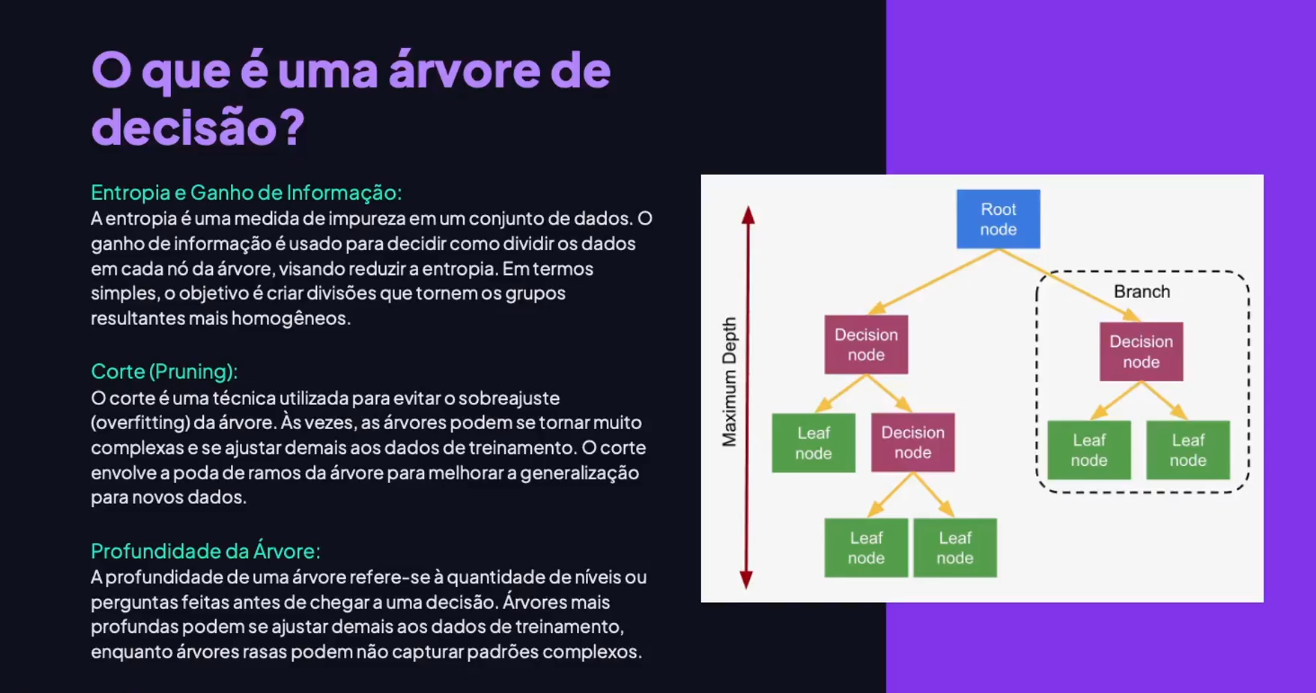 O que é uma árvore de
decisão?
Entropia e Ganho de Informação:
A entropia é uma medida de impureza em um conjunto de dados. O
ganho de informação é usado para decidir como dividir os dados
em cada nó da árvore, visando reduzir a entropia. Em termos
simples, o objetivo é criar divisões que tornem os grupos
resultantes mais homogêneos.
Corte (Pruning):
O corte é uma técnica utilizada para evitar o sobreajuste
(overfitting) da árvore. Às vezes, as árvores podem se tornar muito
complexas e se ajustar demais aos dados de treinamento. O corte
envolve a poda de ramos da árvore para melhorar a generalização
para novos dados.
Profundidade da Árvore:
A profundidade de uma árvore refere-se à quantidade de níveis ou
perguntas feitas antes de chegar a uma decisão. Árvores mais
profundas podem se ajustar demais aos dados de treinamento,
enquanto árvores rasas podem não capturar padrões complexos.
Maximum Depth
Root
node
Branch
Decision
node
Decision
node
Leaf
node
Decision
node
Leaf
node
Leaf
node
Leaf
node
Leaf
node